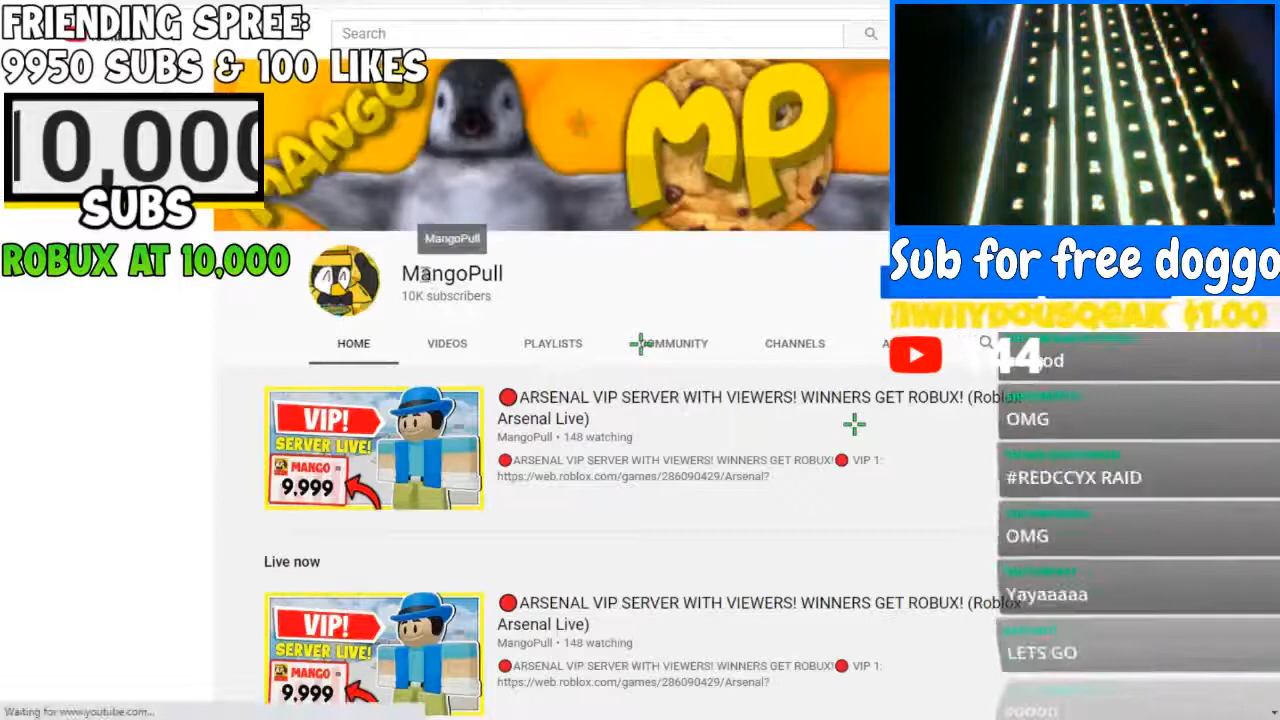 FRIENDING SPREE:
9950 SUBS & 100 LIKES
10,000
SUBS
ROBUX AT 10,000
Search
MANGO
MP
MangoPull
MangoPull
10K subscribers
HOME
VIDEOS
PLAYLISTS
COMMUNITY
CHANNELS
A
🔴ARSENAL VIP SERVER WITH VIEWERS! WINNERS GET ROBUX! (Roblox
Arsenal Live)
MangoPull • 148 watching
🔴ARSENAL VIP SERVER WITH VIEWERS! WINNERS GET ROBUX!🔴 VIP 1:
https://web.roblox.com/games/286090429/Arsenal?
VIP!
SERVER LIVE!
MANGO =
9,999
Live now
🔴ARSENAL VIP SERVER WITH VIEWERS! WINNERS GET ROBUX! (Roblox
Arsenal Live)
MangoPull • 148 watching
🔴ARSENAL VIP SERVER WITH VIEWERS! WINNERS GET ROBUX!🔴 VIP 1:
https://web.roblox.com/games/286090429/Arsenal?
VIP!
SERVER LIVE!
MANGO =
9,999
Waiting for www.youtube.com...
Sub for free doggo
$1.00
144
OMG
#REDCCYX RAID
OMG
Yayaaaaa
LETS GO